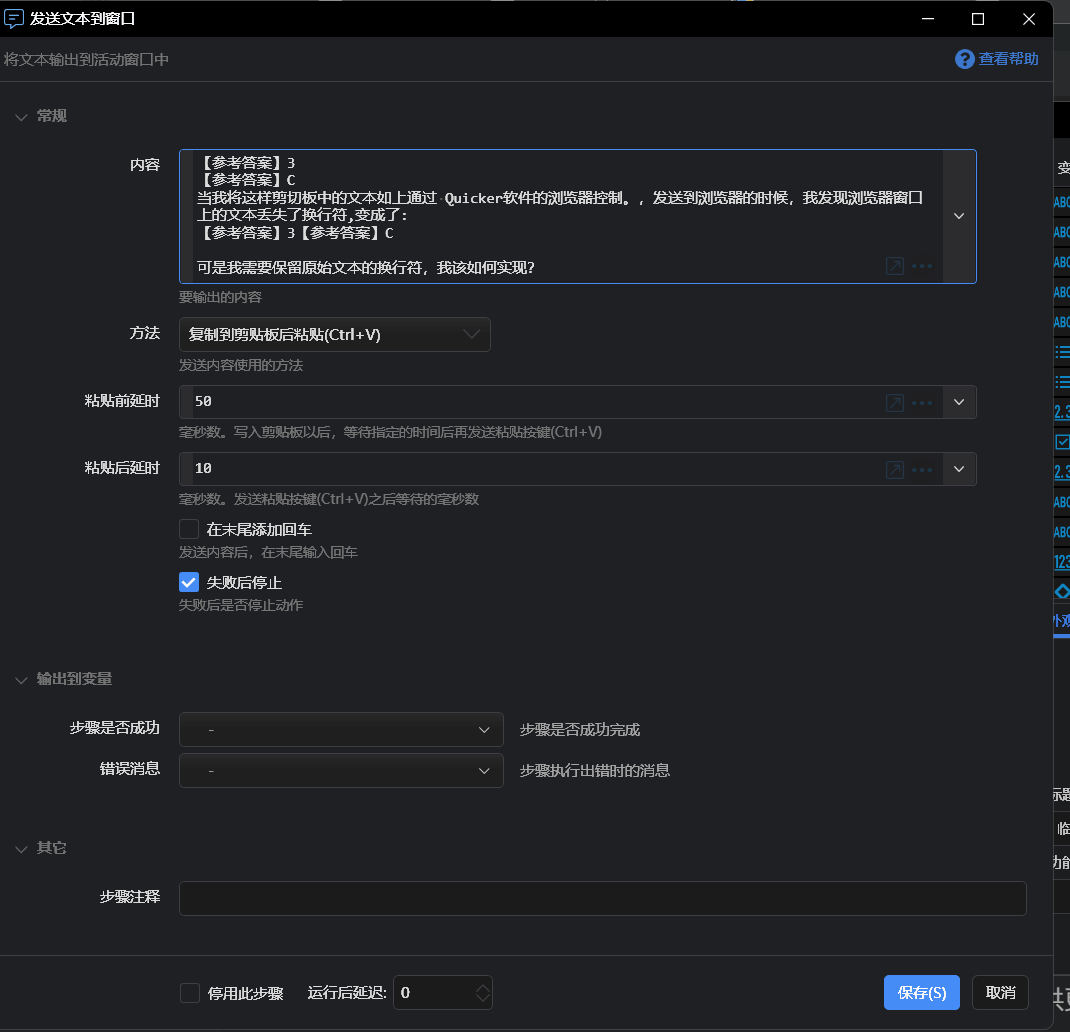 发送文本到窗口
将文本输出到活动窗口中
查看帮助
常规
内容
【参考答案】3
【参考答案】C
当我将这样剪切板中的文本如上通过 Quicker软件的浏览器控制。，发送到浏览器的时候，我发现浏览器窗口
上的文本丢失了换行符,变成了：
【参考答案】3【参考答案】C
可是我需要保留原始文本的换行符，我该如何实现?
要输出的内容
方法
复制到剪贴板后粘贴(Ctrl+V)
发送内容使用的方法
粘贴前延时
50
毫秒数。写入剪贴板以后，等待指定的时间后再发送粘贴按键(Ctrl+V)
粘贴后延时
10
毫秒数。发送粘贴按键(Ctrl+V)之后等待的毫秒数
在末尾添加回车
发送内容后，在末尾输入回车
失败后停止
失败后是否停止动作
输出到变量
步骤是否成功
-
步骤是否成功完成
错误消息
-
步骤执行出错时的消息
其它
步骤注释
停用此步骤
运行后延迟:
0
保存(S)
取消